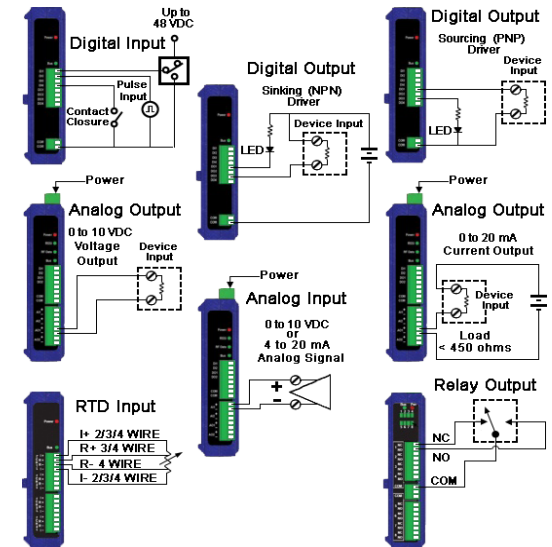 Up to
48 VDC
Digital Input
Pulse
Input
Contact
Closure
Digital Output
Sinking (NPN)
Driver
Device Input
LED
Digital Output
Sourcing (PNP)
Driver
Device
Input
LED
Power
Analog Output
0 to 10 VDC
Voltage
Output
Device
Input
Power
Analog Input
0 to 10 VDC
or
4 to 20 mA
Analog Signal
+
-
Power
Analog Output
0 to 20 mA
Current Output
Device
Input
Load
< 450 ohms
RTD Input
I+ 2/3/4 WIRE
R+ 3/4 WIRE
R- 4 WIRE
I- 2/3/4 WIRE
Relay Output
NC
NO
COM